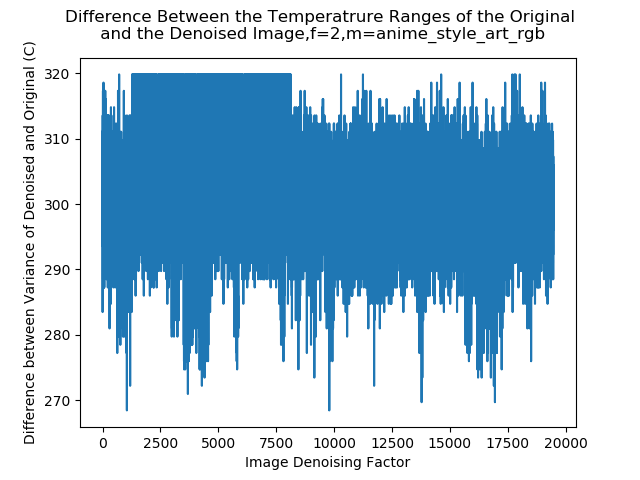 Difference Between the Temperatrure Ranges of the Original
and the Denoised Image,f=2,m=anime_style_art_rgb
Difference between Variance of Denoised and Original (C)
320
310
300
290
280
270
0 2500 5000 7500 10000 12500 15000 17500 20000
Image Denoising Factor